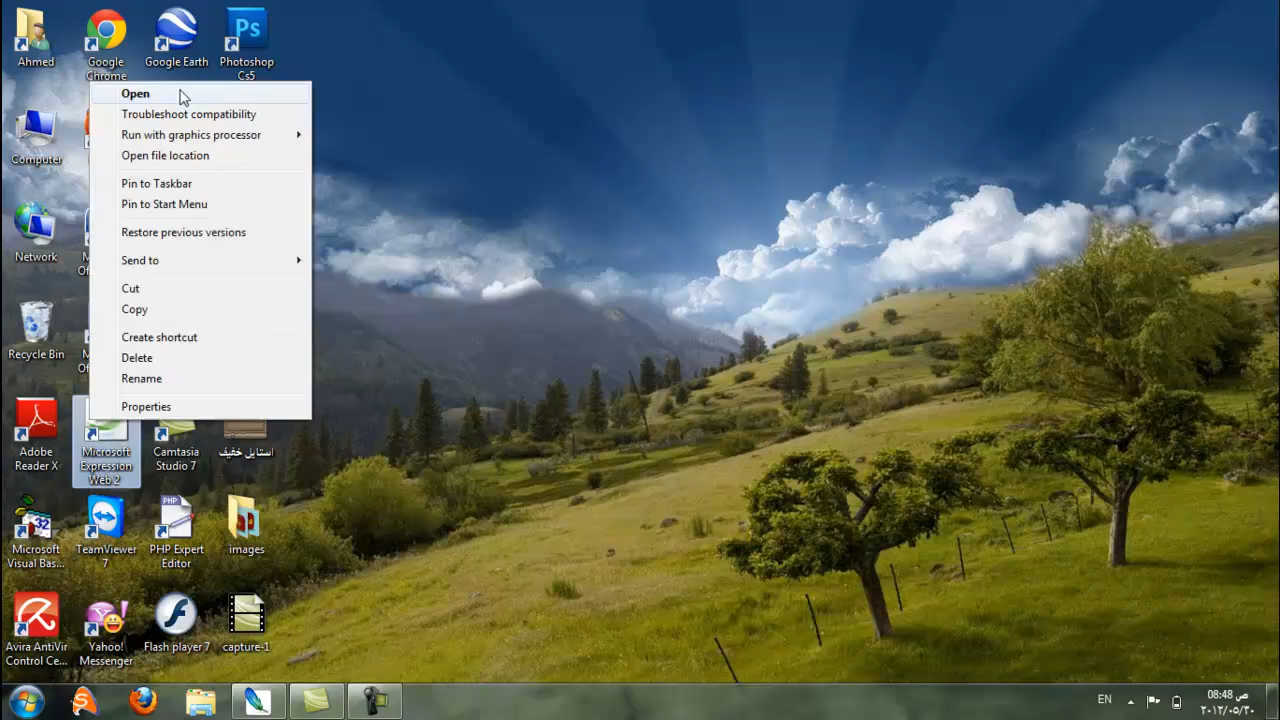 Ahmed
Google
Chrome
Google Earth
Photoshop
Cs5
Open
Troubleshoot compatibility
Run with graphics processor
Open file location
Pin to Taskbar
Pin to Start Menu
Restore previous versions
Send to
Cut
Copy
Create shortcut
Delete
Rename
Properties
Computer
Network
Recycle Bin
Adobe
Reader X
Microsoft
Expression
Web 2
Camtasia
Studio 7
استايل خفيف
Microsoft
Visual Bas...
TeamViewer
7
PHP
PHP Expert
Editor
images
Avira AntiVir
Control Ce...
Yahoo!
Messenger
Flash player 7
capture-1
EN
08:48 ص
٢٠١٢/٠٥/٣٠